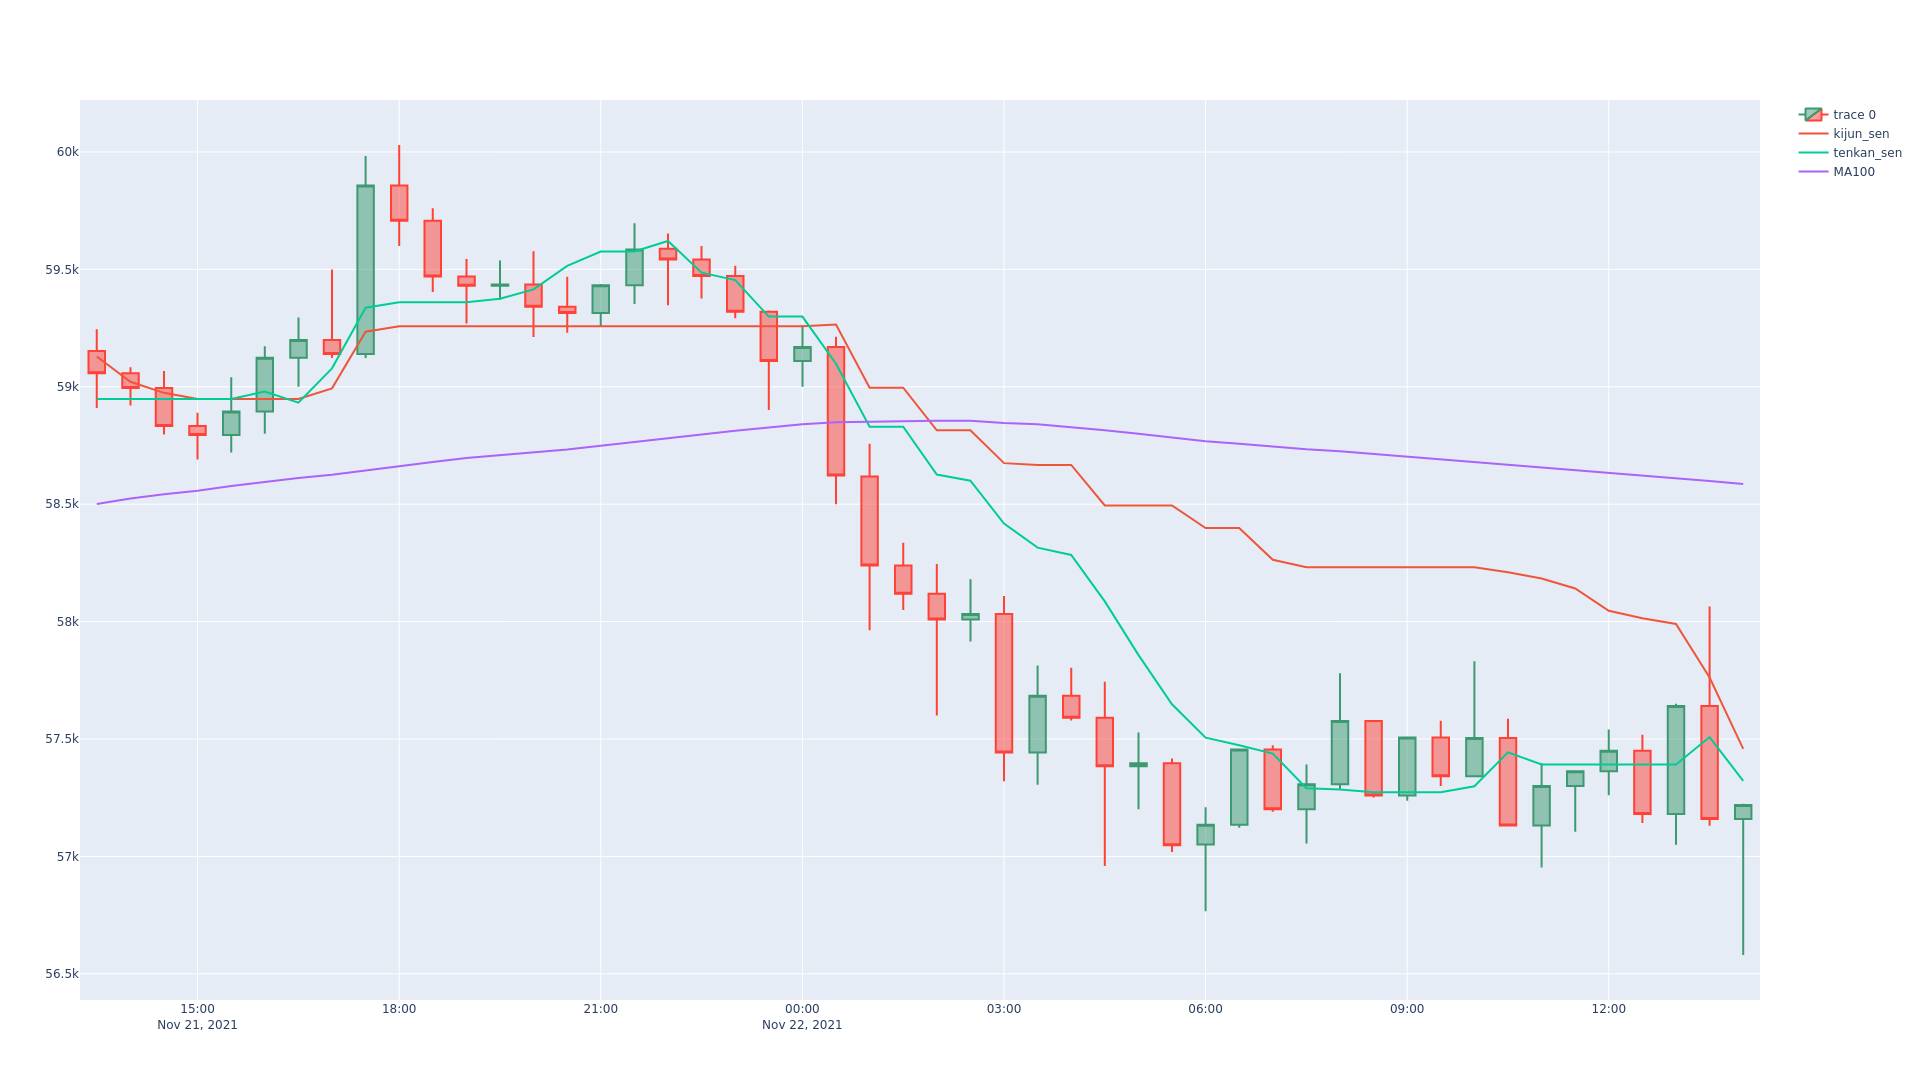 trace 0
kijun_sen
tenkan_sen
MA100
60k
59.5k
59k
58.5k
58k
57.5k
57k
56.5k
15:00 18:00 21:00 00:00 03:00 06:00 09:00 12:00
Nov 21, 2021 Nov 22, 2021